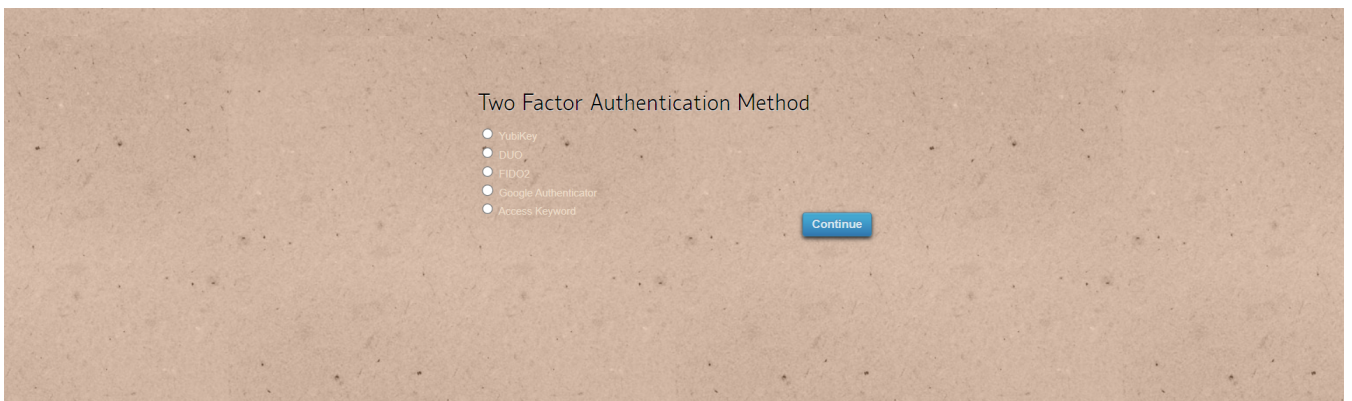 Two Factor Authentication Method
YubiKey
DUO
FIDO2
Google Authenticator
Access Keyword
Continue